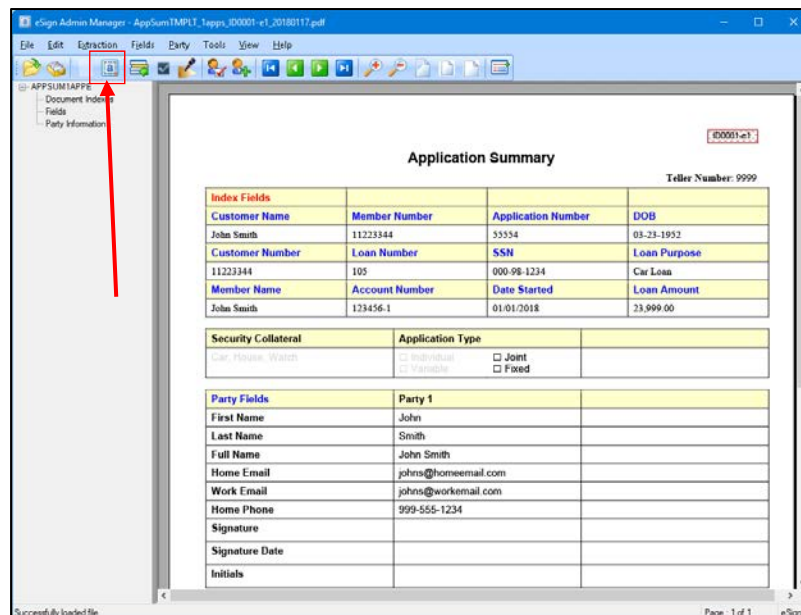 eSign Admin Manager - AppSumTMPLT_1apps_ID0001-e1_20180117.pdf
File Edit Extraction Fields Party Tools View Help
a
APPSUM1APPE
Document Indexes
Fields
Party Information
ID0001-e1
Application Summary
Teller Number: 9999
Index Fields
Customer Name Member Number Application Number DOB
John Smith 11223344 55554 03-23-1952
Customer Number Loan Number SSN Loan Purpose
11223344 105 000-98-1234 Car Loan
Member Name Account Number Date Started Loan Amount
John Smith 123456-1 01/01/2018 23,999.00
Security Collateral Application Type
Car, House, Watch ☐ Individual ☐ Joint
☐ Variable ☐ Fixed
Party Fields Party 1
First Name John
Last Name Smith
Full Name John Smith
Home Email johns@homeemail.com
Work Email johns@workemail.com
Home Phone 999-555-1234
Signature
Signature Date
Initials
Successfully loaded file. Page : 1 of 1 eSign